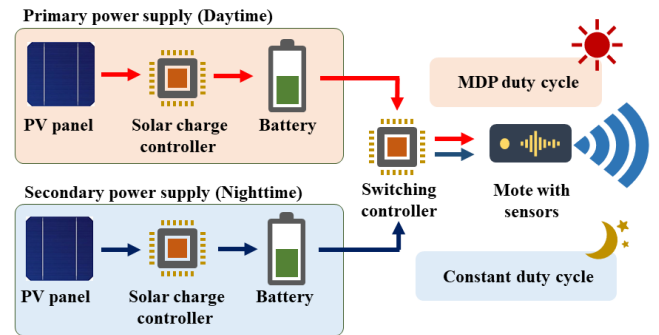 Primary power supply (Daytime)
PV panel
Solar charge
controller
Battery
MDP duty cycle
Switching
controller
Mote with
sensors
Secondary power supply (Nighttime)
PV panel
Solar charge
controller
Battery
Constant duty cycle